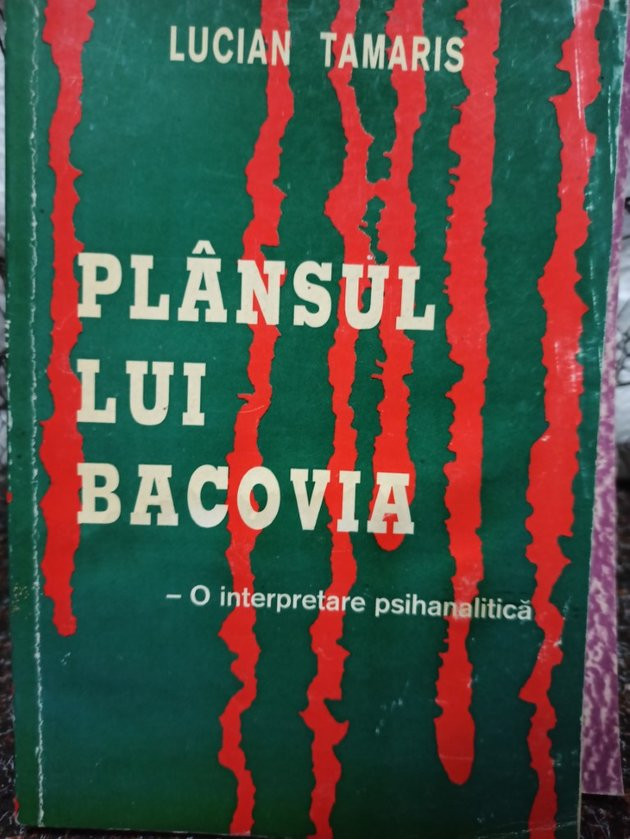 LUCIAN TAMARIS
PLÂNSUL
LUI
BACOVIA
– O interpretare psihanalitică